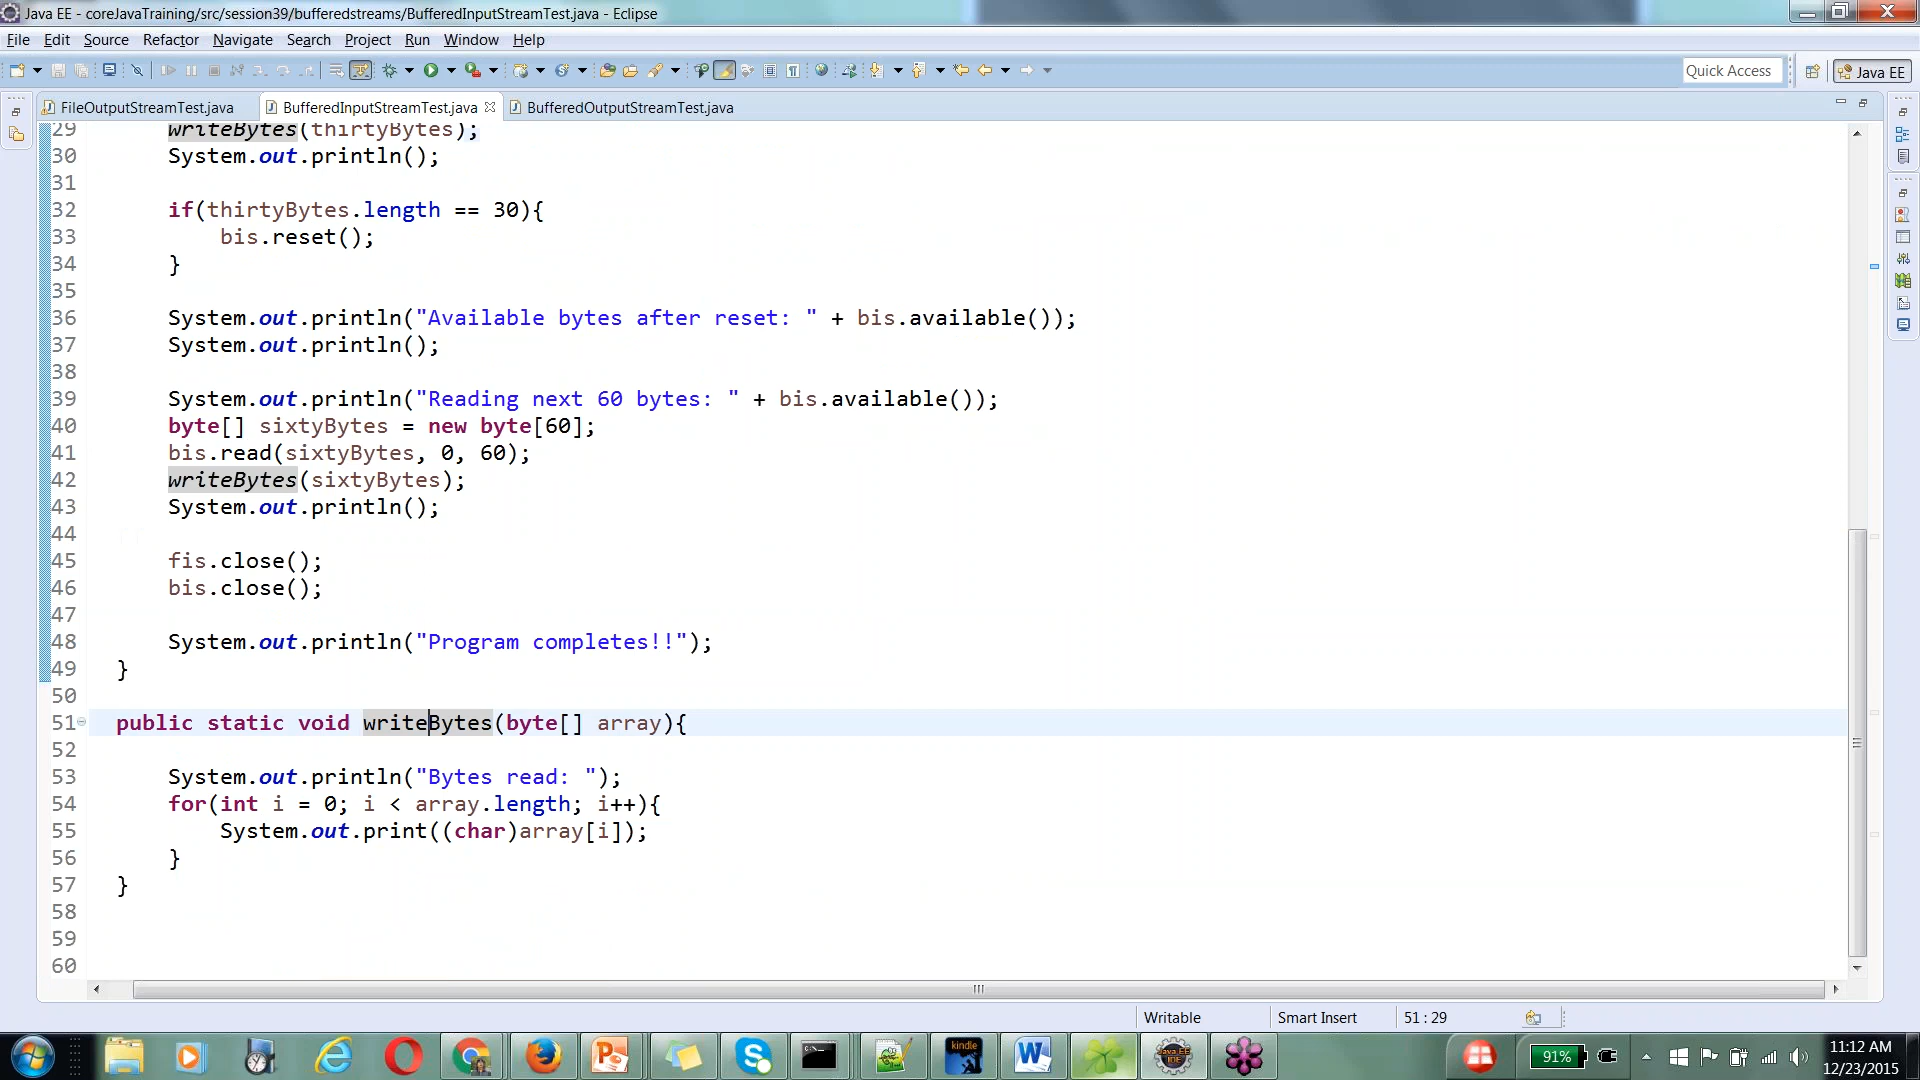 Java EE - coreJavaTraining/src/session39/bufferedstreams/BufferedInputStreamTest.java - Eclipse
File Edit Source Refactor Navigate Search Project Run Window Help
Quick Access
Java EE
FileOutputStreamTest.java BufferedInputStreamTest.java BufferedOutputStreamTest.java
29 writeBytes(thirtyBytes);
30 System.out.println();
31
32 if(thirtyBytes.length == 30){
33 bis.reset();
34 }
35
36 System.out.println("Available bytes after reset: " + bis.available());
37 System.out.println();
38
39 System.out.println("Reading next 60 bytes: " + bis.available());
40 byte[] sixtyBytes = new byte[60];
41 bis.read(sixtyBytes, 0, 60);
42 writeBytes(sixtyBytes);
43 System.out.println();
44
45 fis.close();
46 bis.close();
47
48 System.out.println("Program completes!!");
49 }
50
51 public static void writeBytes(byte[] array){
52
53 System.out.println("Bytes read: ");
54 for(int i = 0; i < array.length; i++){
55 System.out.print((char)array[i]);
56 }
57 }
58
59
60
Writable Smart Insert 51 : 29
kindle
Java EE
IDE
91%
11:12 AM
12/23/2015